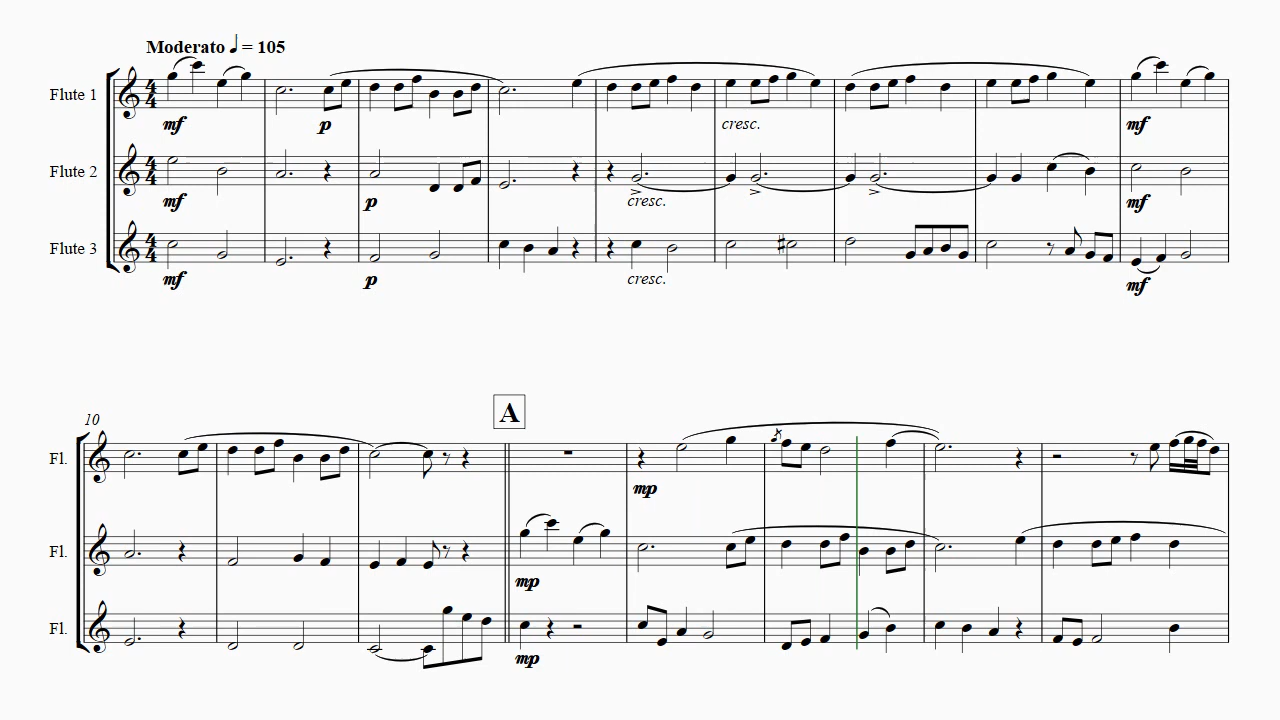 Moderato ♩ = 105
Flute 1
mf p cresc. mf
Flute 2
mf p cresc. mf
Flute 3
mf p cresc. mf
10 A
Fl.
mp
Fl.
mp
Fl.
mp